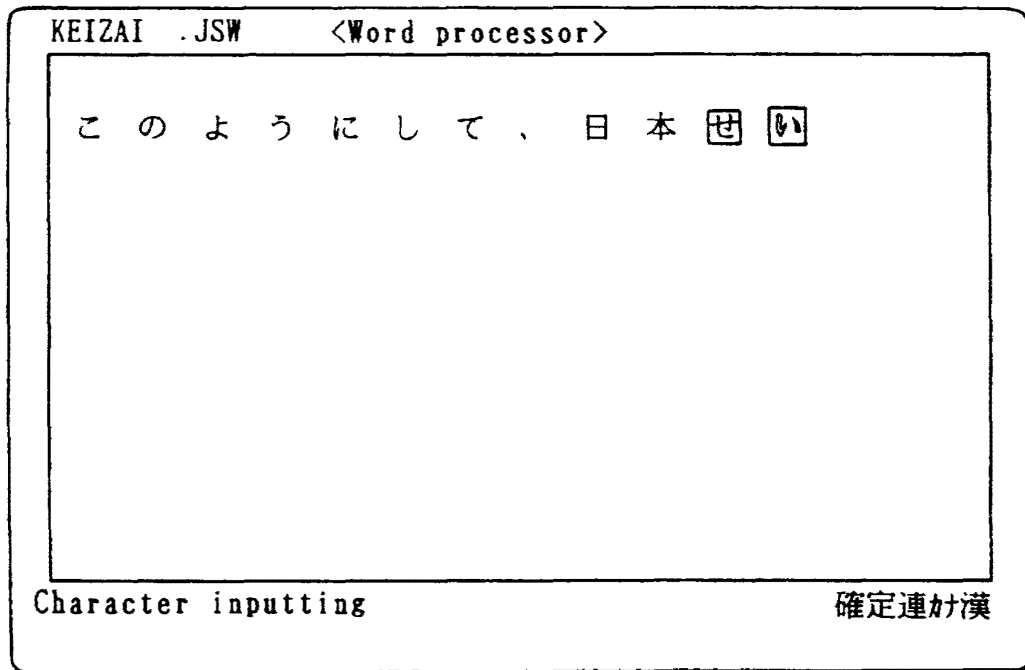 KEIZAI .JSW <Word processor>
このようにして、日本せい
Character inputting 確定連カナ漢